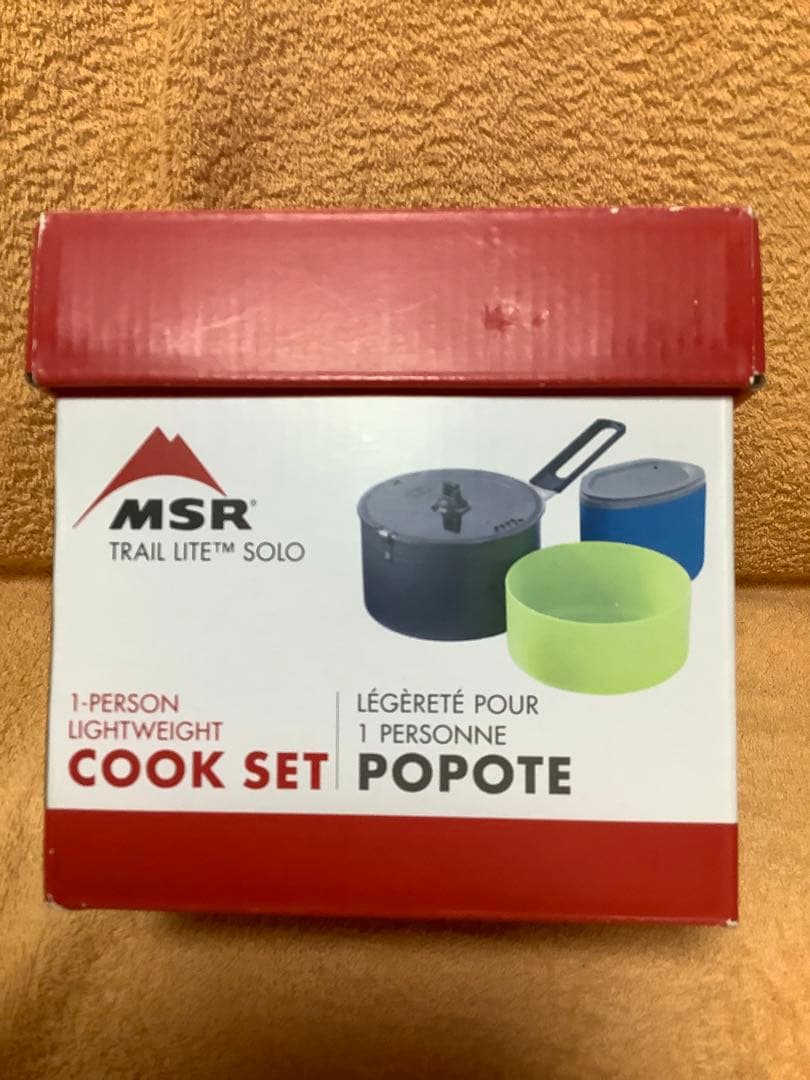 MSR®
TRAIL LITE™ SOLO
1-PERSON
LIGHTWEIGHT
COOK SET
LÉGÈRETÉ POUR
1 PERSONNE
POPOTE